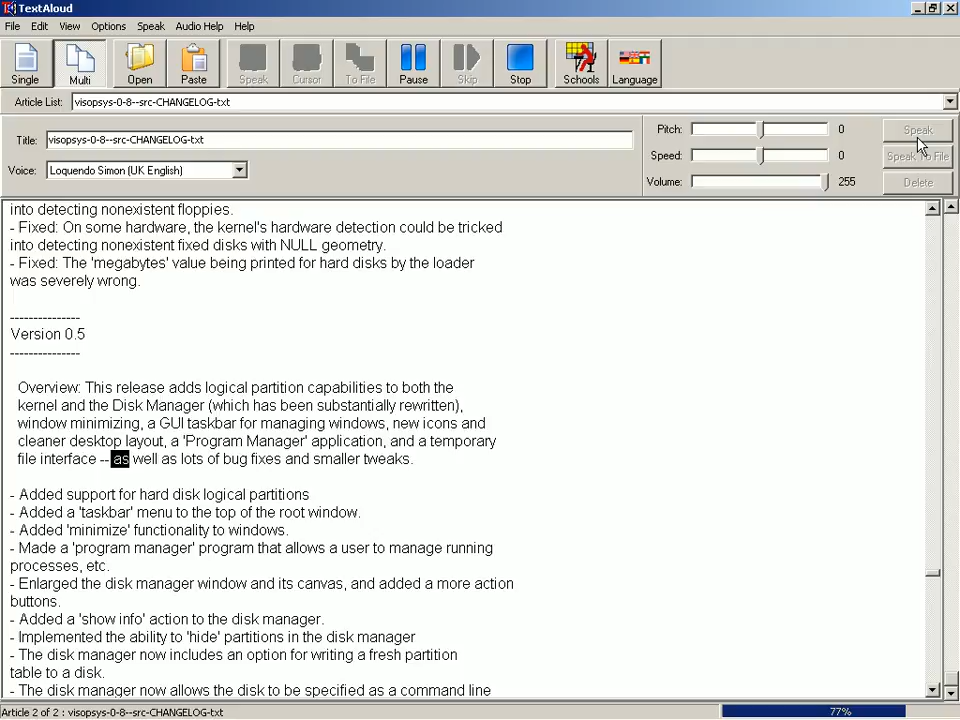 TextAloud
File Edit View Options Speak Audio Help Help
Single Multi Open Paste Speak Cursor To File Pause Skip Stop Schools Language
Article List: visopsys-0-8--src-CHANGELOG-txt
Title: visopsys-0-8--src-CHANGELOG-txt
Voice: Loquendo Simon (UK English)
Pitch: 0 Speak
Speed: 0 Speak To File
Volume: 255 Delete
into detecting nonexistent floppies.
- Fixed: On some hardware, the kernel's hardware detection could be tricked
into detecting nonexistent fixed disks with NULL geometry.
- Fixed: The 'megabytes' value being printed for hard disks by the loader
was severely wrong.
---------------
Version 0.5
---------------
Overview: This release adds logical partition capabilities to both the
kernel and the Disk Manager (which has been substantially rewritten),
window minimizing, a GUI taskbar for managing windows, new icons and
cleaner desktop layout, a 'Program Manager' application, and a temporary
file interface -- as well as lots of bug fixes and smaller tweaks.
- Added support for hard disk logical partitions
- Added a 'taskbar' menu to the top of the root window.
- Added 'minimize' functionality to windows.
- Made a 'program manager' program that allows a user to manage running
processes, etc.
- Enlarged the disk manager window and its canvas, and added a more action
buttons.
- Added a 'show info' action to the disk manager.
- Implemented the ability to 'hide' partitions in the disk manager
- The disk manager now includes an option for writing a fresh partition
table to a disk.
- The disk manager now allows the disk to be specified as a command line
Article 2 of 2 : visopsys-0-8--src-CHANGELOG-txt 77%